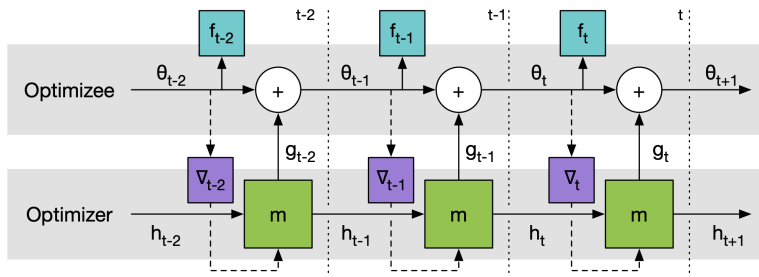 t-2 t-1 t
f_{t-2} f_{t-1} f_t
Optimizee θ_{t-2} + θ_{t-1} + θ_t + θ_{t+1}
g_{t-2} g_{t-1} g_t
∇_{t-2} ∇_{t-1} ∇_t
Optimizer m m m
h_{t-2} h_{t-1} h_t h_{t+1}